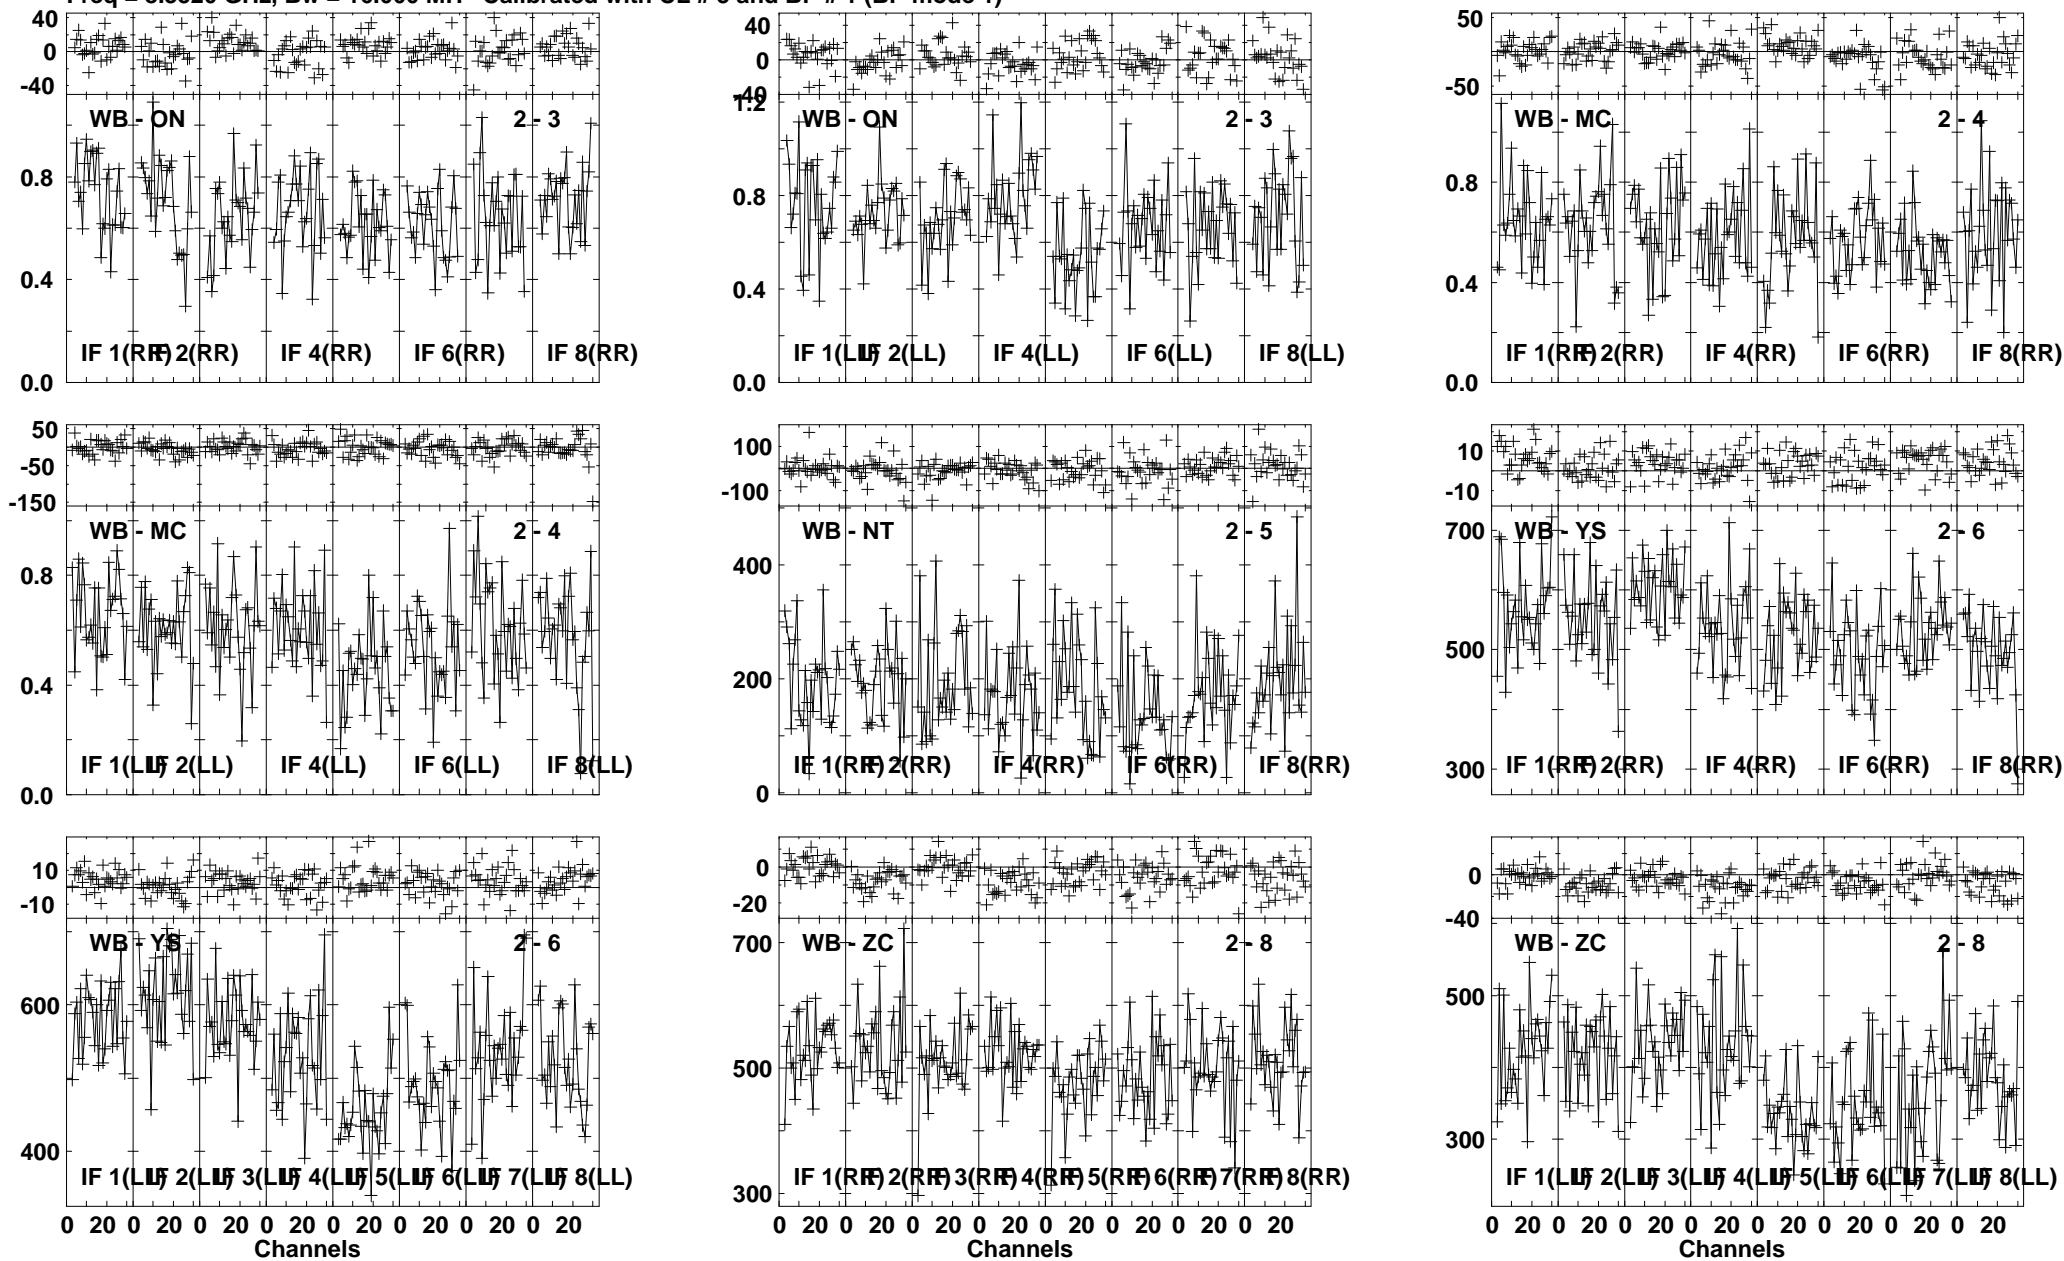 40 40 50
0 0
-40 -40 -50
WB - ON 2 - 3 1.2 WB - ON 2 - 3 WB - MC 2 - 4
0.8 0.8 0.8
0.4 0.4 0.4
IF 1(RR) IF 2(RR) IF 4(RR) IF 6(RR) IF 8(RR) IF 1(LL) IF 2(LL) IF 4(LL) IF 6(LL) IF 8(LL) IF 1(RR) IF 2(RR) IF 4(RR) IF 6(RR) IF 8(RR)
0.0 0.0 0.0
50 100 10
-50 -100 -10
-150
WB - MC 2 - 4 WB - NT 2 - 5 700 WB - YS 2 - 6
0.8 400 500
0.4 200
IF 1(LL) IF 2(LL) IF 4(LL) IF 6(LL) IF 8(LL) IF 1(RR) IF 2(RR) IF 4(RR) IF 6(RR) IF 8(RR) 300 IF 1(RR) IF 2(RR) IF 4(RR) IF 6(RR) IF 8(RR)
0.0 0
10 0 0
-10 -20 -40
WB - YS 2 - 6 700 WB - ZC 2 - 8 WB - ZC 2 - 8
600 500 500
400 300 300
IF 1(LL) IF 2(LL) IF 3(LL) IF 4(LL) IF 5(LL) IF 6(LL) IF 7(LL) IF 8(LL) IF 1(RR) IF 2(RR) IF 3(RR) IF 4(RR) IF 5(RR) IF 6(RR) IF 7(RR) IF 8(RR) IF 1(LL) IF 2(LL) IF 3(LL) IF 4(LL) IF 5(LL) IF 6(LL) IF 7(LL) IF 8(LL)
0 20 0 20 0 20 0 20 0 20 0 20 0 20 0 20 0 20 0 20 0 20 0 20 0 20 0 20 0 20 0 20 0 20 0 20 0 20 0 20 0 20 0 20 0 20 0 20
Channels Channels